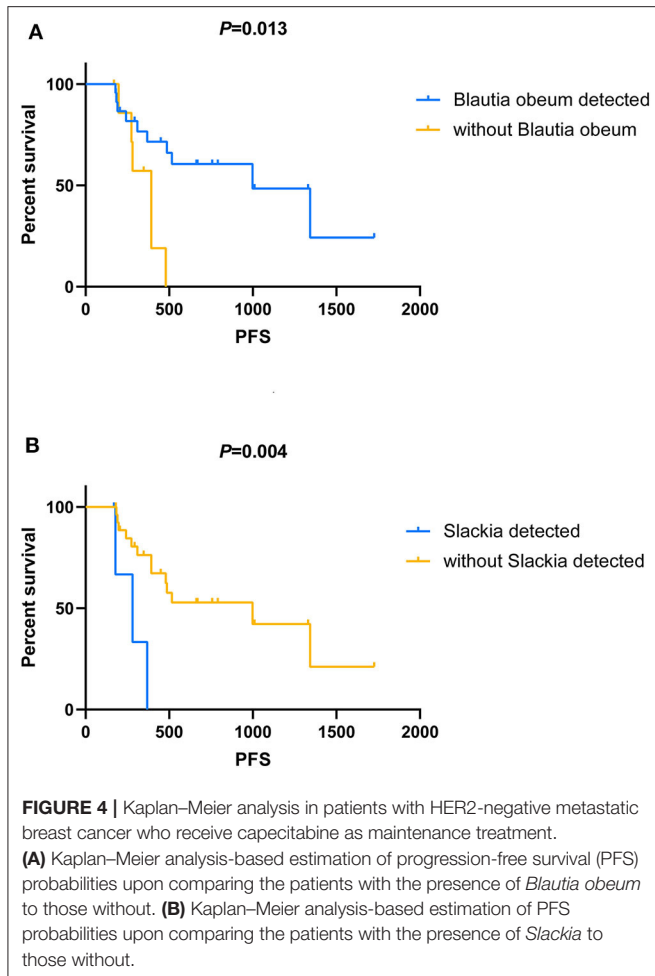 A
P=0.013
100
50
0
Percent survival
Blautia obeum detected
without Blautia obeum
0 500 1000 1500 2000
PFS
B
P=0.004
100
50
0
Percent survival
Slackia detected
without Slackia detected
0 500 1000 1500 2000
PFS
FIGURE 4 | Kaplan–Meier analysis in patients with HER2-negative metastatic
breast cancer who receive capecitabine as maintenance treatment.
(A) Kaplan–Meier analysis-based estimation of progression-free survival (PFS)
probabilities upon comparing the patients with the presence of Blautia obeum
to those without. (B) Kaplan–Meier analysis-based estimation of PFS
probabilities upon comparing the patients with the presence of Slackia to
those without.